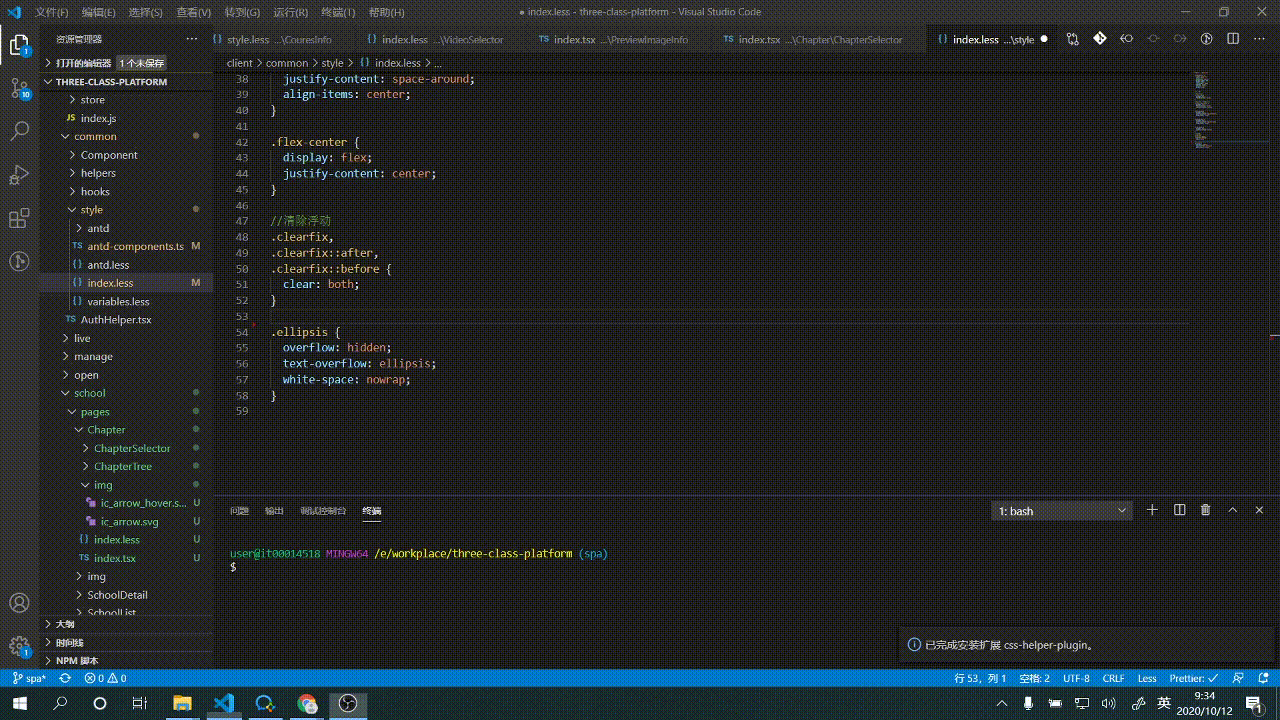 文件(F) 编辑(E) 选择(S) 查看(V) 转到(G) 运行(R) 终端(T) 帮助(H) ● index.less - three-class-platform - Visual Studio Code
资源管理器 ··· style.less ...\CouresInfo index.less ...\VideoSelector index.tsx ...\PreviewImageInfo index.tsx ...\Chapter\ChapterSelector index.less ...\style ●
打开的编辑器 1 个未保存
client > common > style > index.less > ...
THREE-CLASS-PLATFORM
store
JS index.js
common
Component
helpers
hooks
style
antd
TS antd-components.ts M
antd.less
index.less M
variables.less
TS AuthHelper.tsx
live
manage
open
school
pages
Chapter
ChapterSelector
ChapterTree
img
ic_arrow_hover.s... U
ic_arrow.svg U
index.less U
TS index.tsx U
img
SchoolDetail
SchoolList
大纲
时间线
NPM 脚本
1
10
1
38 justify-content: space-around;
39 align-items: center;
40 }
41
42 .flex-center {
43 display: flex;
44 justify-content: center;
45 }
46
47 //清除浮动
48 .clearfix,
49 .clearfix::after,
50 .clearfix::before {
51 clear: both;
52 }
53
54 .ellipsis {
55 overflow: hidden;
56 text-overflow: ellipsis;
57 white-space: nowrap;
58 }
59
问题 输出 调试控制台 终端 1: bash
user@it00014518 MINGW64 /e/workplace/three-class-platform (spa)
$
已完成安装扩展 css-helper-plugin。
spa* 0 0 行 53，列 1 空格: 2 UTF-8 CRLF Less Prettier: ✓
英 9:34
2020/10/12
1